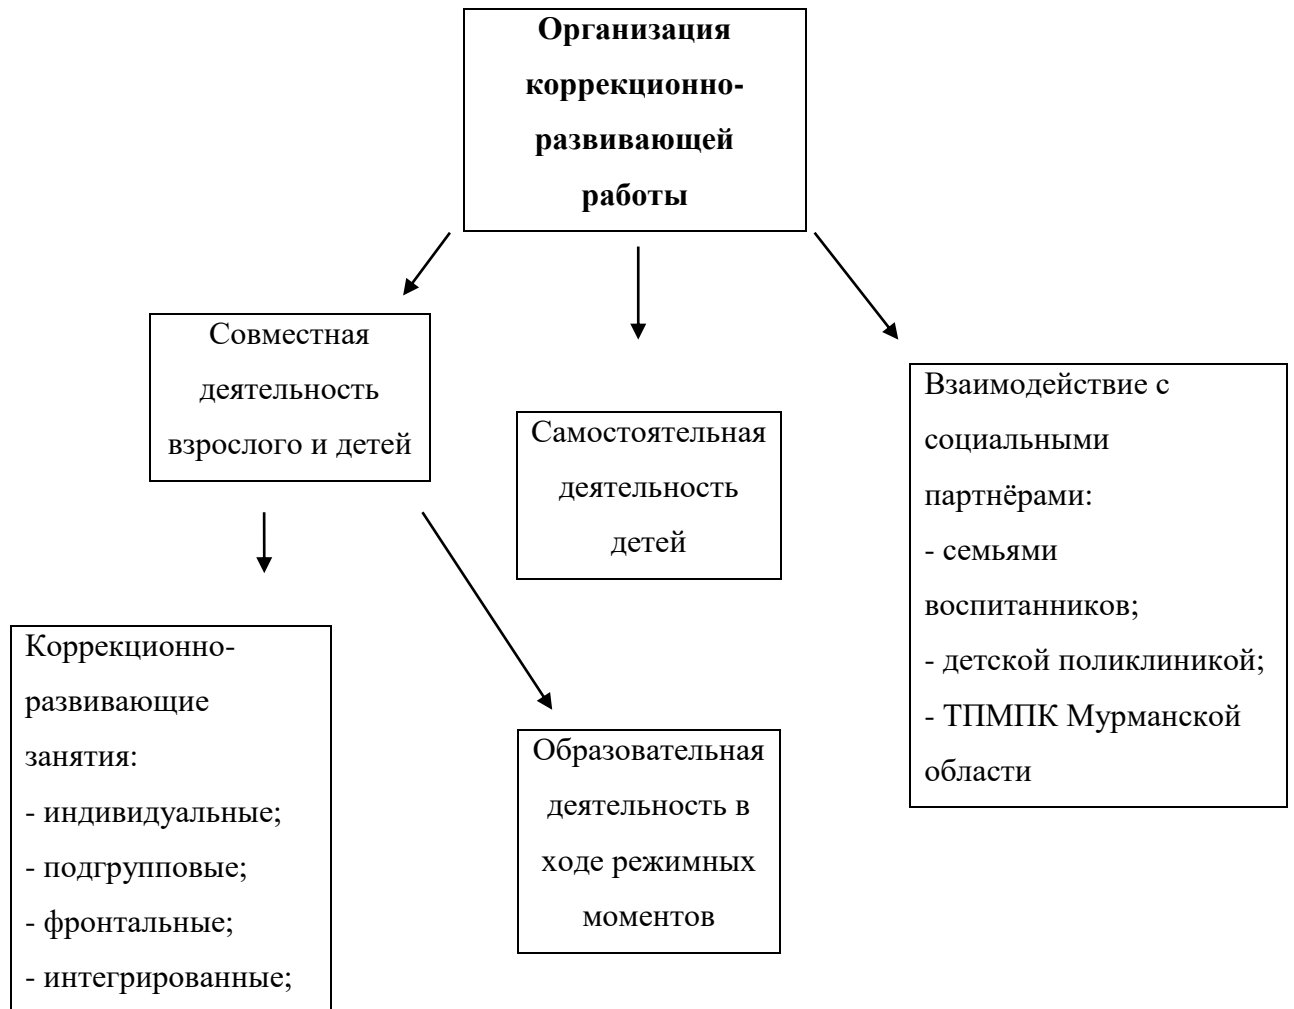 Организация
коррекционно-
развивающей
работы
Совместная
деятельность
взрослого и детей
Самостоятельная
деятельность
детей
Взаимодействие с
социальными
партнёрами:
- семьями
воспитанников;
- детской поликлиникой;
- ТПМПК Мурманской
области
Коррекционно-
развивающие
занятия:
- индивидуальные;
- подгрупповые;
- фронтальные;
- интегрированные;
Образовательная
деятельность в
ходе режимных
моментов